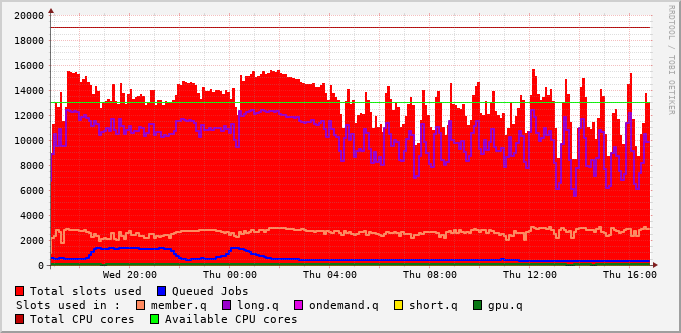 20000
18000
16000
14000
12000
10000
8000
6000
4000
2000
0
Wed 20:00 Thu 00:00 Thu 04:00 Thu 08:00 Thu 12:00 Thu 16:00
Total slots used Queued Jobs
Slots used in : member.q long.q ondemand.q short.q gpu.q
Total CPU cores Available CPU cores
RRDTOOL / TOBI OETIKER